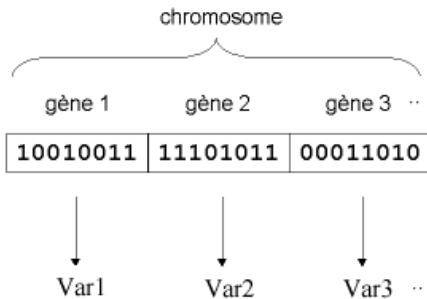 chromosome
gène 1 gène 2 gène 3 ..
10010011 11101011 00011010
Var1 Var2 Var3 ..